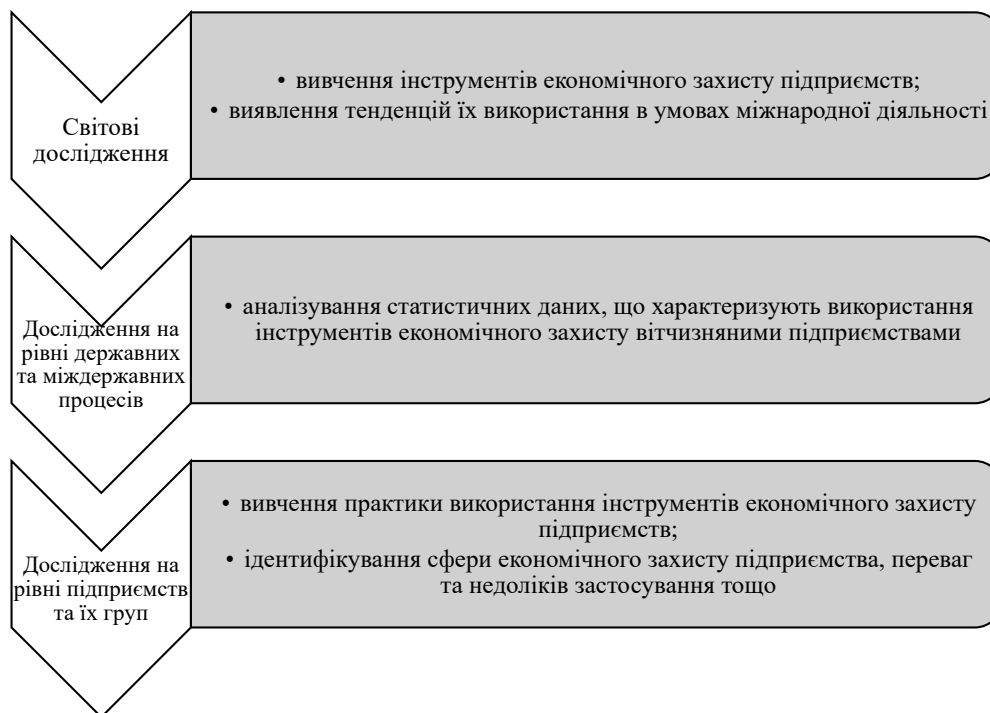 Світові
дослідження
• вивчення інструментів економічного захисту підприємств;
• виявлення тенденцій їх використання в умовах міжнародної діяльності
Дослідження на
рівні державних
та міждержавних
процесів
• аналізування статистичних даних, що характеризують використання
інструментів економічного захисту вітчизняними підприємствами
Дослідження на
рівні підприємств
та їх груп
• вивчення практики використання інструментів економічного захисту
підприємств;
• ідентифікування сфери економічного захисту підприємства, переваг
та недоліків застосування тощо